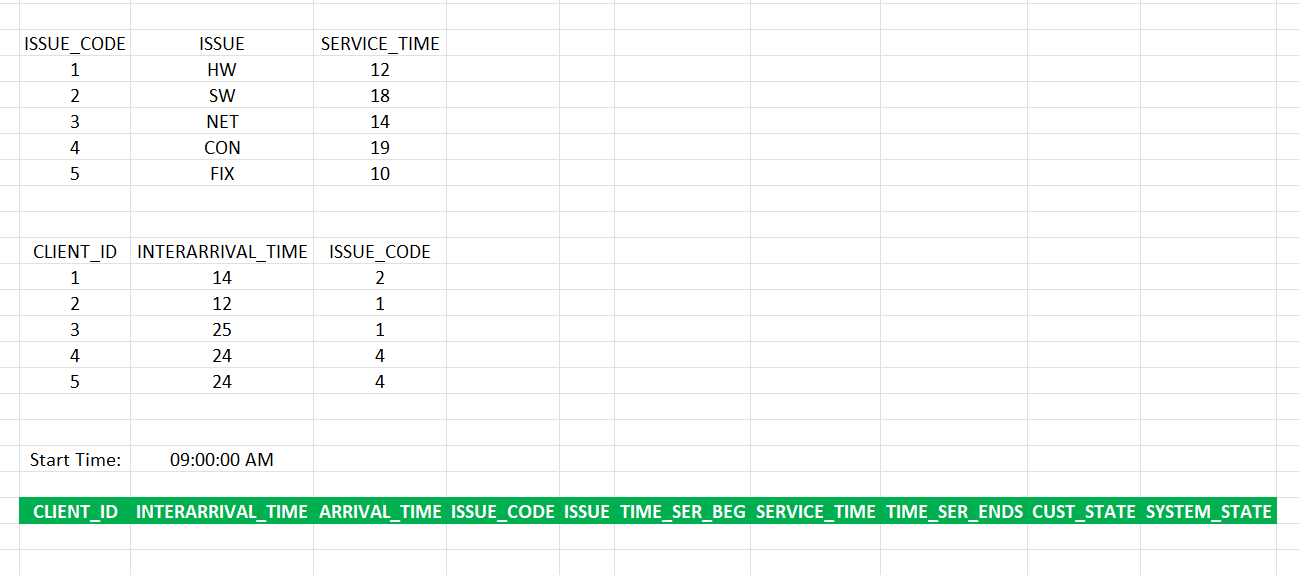 ISSUE_CODE ISSUE SERVICE_TIME
1 HW 12
2 SW 18
3 NET 14
4 CON 19
5 FIX 10
CLIENT_ID INTERARRIVAL_TIME ISSUE_CODE
1 14 2
2 12 1
3 25 1
4 24 4
5 24 4
Start Time: 09:00:00 AM
CLIENT_ID INTERARRIVAL_TIME ARRIVAL_TIME ISSUE_CODE ISSUE TIME_SER_BEG SERVICE_TIME TIME_SER_ENDS CUST_STATE SYSTEM_STATE